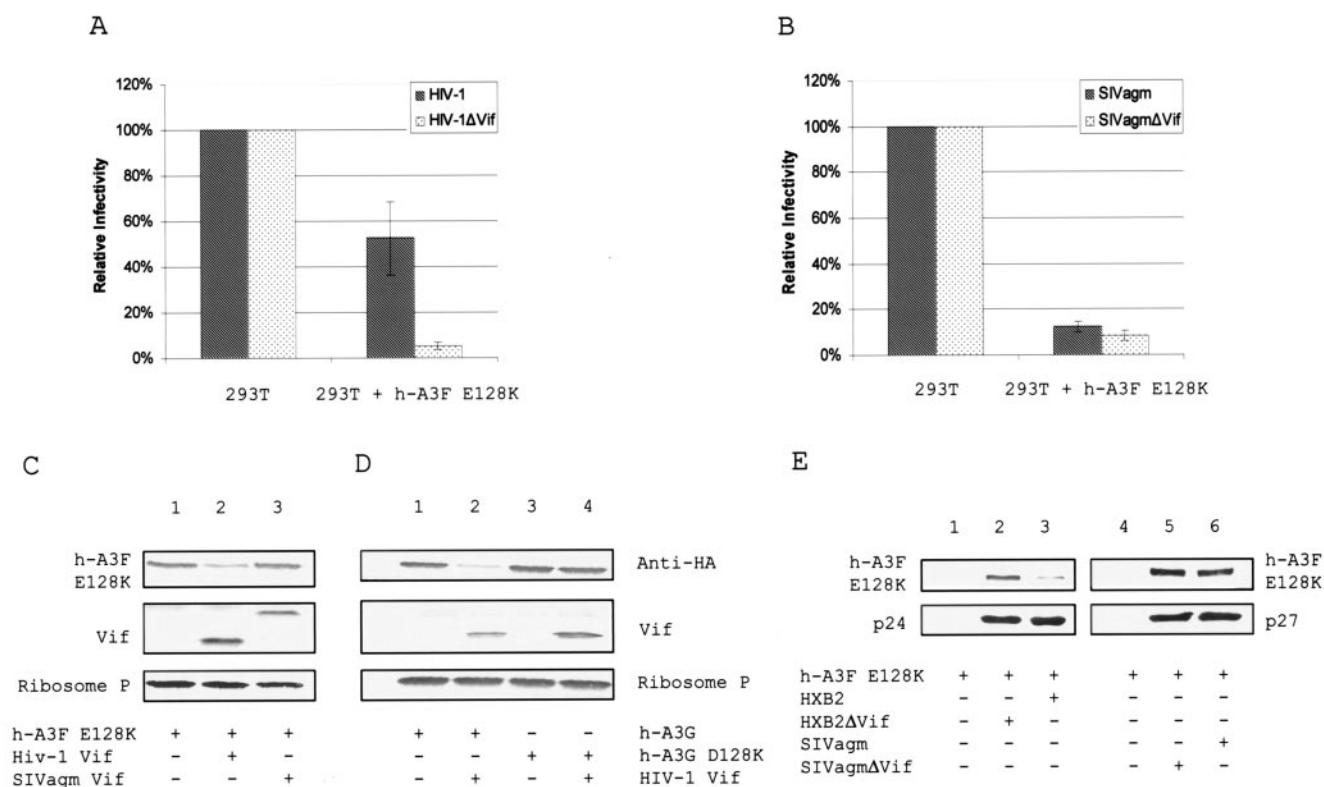 A
120%
100%
80%
60%
40%
20%
0%
Relative Infectivity
HIV-1
HIV-1ΔVif
293T
293T + h-A3F E128K
B
120%
100%
80%
60%
40%
20%
0%
Relative Infectivity
SIVagm
SIVagmΔVif
293T
293T + h-A3F E128K
C
1 2 3
h-A3F
E128K
Vif
Ribosome P
h-A3F E128K + + +
Hiv-1 Vif - + -
SIVagm Vif - - +
D
1 2 3 4
Anti-HA
Vif
Ribosome P
+ + - - h-A3G
- - + + h-A3G D128K
- + - + HIV-1 Vif
E
1 2 3 4 5 6
h-A3F
E128K
h-A3F
E128K
p24
p27
h-A3F E128K + + + + + +
HXB2 - - + - - -
HXB2ΔVif - + - - - -
SIVagm - - - - - +
SIVagmΔVif - - - - + -